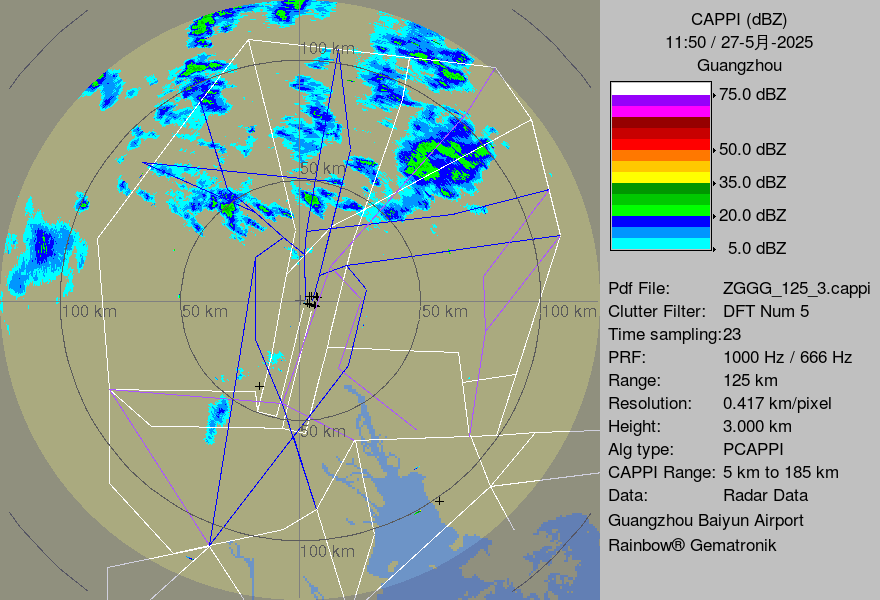 CAPPI (dBZ)
11:50 / 27-5月-2025
Guangzhou
75.0 dBZ
50.0 dBZ
35.0 dBZ
20.0 dBZ
5.0 dBZ
100 km
50 km
100 km
50 km
50 km
100 km
50 km
100 km
Pdf File: ZGGG_125_3.cappi
Clutter Filter: DFT Num 5
Time sampling:23
PRF: 1000 Hz / 666 Hz
Range: 125 km
Resolution: 0.417 km/pixel
Height: 3.000 km
Alg type: PCAPPI
CAPPI Range: 5 km to 185 km
Data: Radar Data
Guangzhou Baiyun Airport
Rainbow® Gematronik